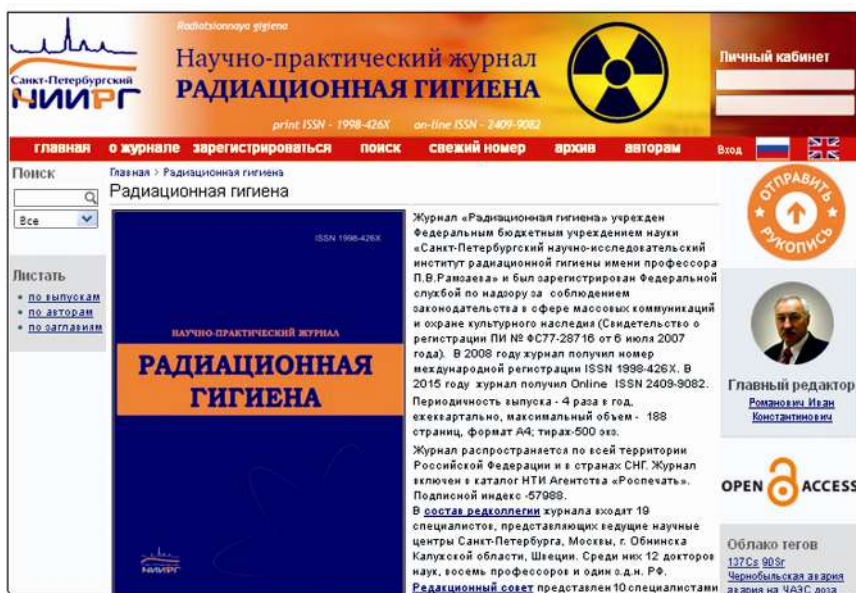 Radiatsionnaya gigiena
Научно-практический журнал
РАДИАЦИОННАЯ ГИГИЕНА
print ISSN - 1998-426X on-line ISSN - 2409-9082
Санкт-Петербургский
НИИРГ
Личный кабинет
главная о журнале зарегистрироваться поиск свежий номер архив авторам Вход
Поиск
Все
Листать
по выпускам
по авторам
по заглавиям
Главная > Радиационная гигиена
Радиационная гигиена
ISSN 1998-426X
НАУЧНО-ПРАКТИЧЕСКИЙ ЖУРНАЛ
РАДИАЦИОННАЯ
ГИГИЕНА
НИИРГ
Журнал «Радиационная гигиена» учрежден
Федеральным бюджетным учреждением науки
«Санкт-Петербургский научно-исследовательский
институт радиационной гигиены имени профессора
П.В.Рамзаева» и был зарегистрирован Федеральной
службой по надзору за соблюдением
законодательства в сфере массовых коммуникаций
и охране культурного наследия (Свидетельство о
регистрации ПИ № ФС77-28716 от 6 июля 2007
года). В 2008 году журнал получил номер
международной регистрации ISSN 1998-426X. В
2015 году журнал получил Online ISSN 2409-9082.
Периодичность выпуска - 4 раза в год,
ежеквартально, максимальный объем - 188
страниц, формат А4; тираж-500 экз.
Журнал распространяется по всей территории
Российской Федерации и в странах СНГ. Журнал
включен в каталог НТИ Агентства «Роспечать».
Подписной индекс -57988.
В состав редколлегии журнала входят 19
специалистов, представляющих ведущие научные
центры Санкт-Петербурга, Москвы, г. Обнинска
Калужской области, Швеции. Среди них 12 докторов
наук, восемь профессоров и один з.д.н. РФ.
Редакционный совет представлен 10 специалистами
ОТПРАВИТЬ
РУКОПИСЬ
Главный редактор
Романович Иван
Константинович
OPEN ACCESS
Облако тегов
137Cs 90Sr
Чернобыльская авария
авария на ЧАЭС доза